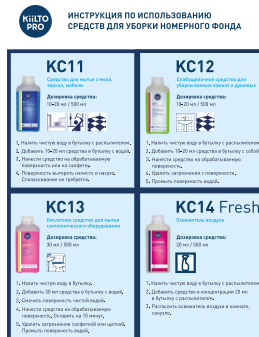 KiiLTO
PRO
ИНСТРУКЦИЯ ПО ИСПОЛЬЗОВАНИЮ
СРЕДСТВ ДЛЯ УБОРКИ НОМЕРНОГО ФОНДА
KC11
Средство для мытья стекол,
зеркал, мебели
Дозировка средства:
10–20 мл / 500 мл
1. Налить чистую воду в бутылку с распылителем.
2. Добавить 10–20 мл средства в бутылку с водой.
3. Нанести средство на обрабатываемую
поверхность или на салфетку.
4. Поверхность вытереть насухо и насухо.
Споласкивание не требуется.
KC12
Слабощелочное средство для
уборки ванных комнат и душевых
Дозировка средства:
10–20 мл / 500 мл
1. Налить чистую воду в бутылку с распылителем
2. Добавить 10–20 мл средства в бутылку с собой
3. Нанести средство на обрабатываемую
поверхность.
4. Удалить загрязнения с поверхности.
5. Промыть поверхность водой.
KC13
Кислотное средство для мытья
сантехнического оборудования
Дозировка средства:
30 мл / 500 мл
1. Налить чистую воду в бутылку.
2. Добавить 30 мл средства в бутылку с водой.
3. Смочить поверхность чистой водой.
4. Нанести средство на обрабатываемую
поверхность. Оставить на 10 минут.
5. Удалить загрязнения салфеткой или щеткой.
Промыть поверхность водой.
KC14 Fresh
Освежитель воздуха
Дозировка средства:
20 мл / 500 мл
1. Налить чистую воду в бутылку с распылителем
2. Добавить средство в концентрации 20 мл
в бутылку с распылителем.
3. Распылить освежитель воздуха в комнате,
санузле.